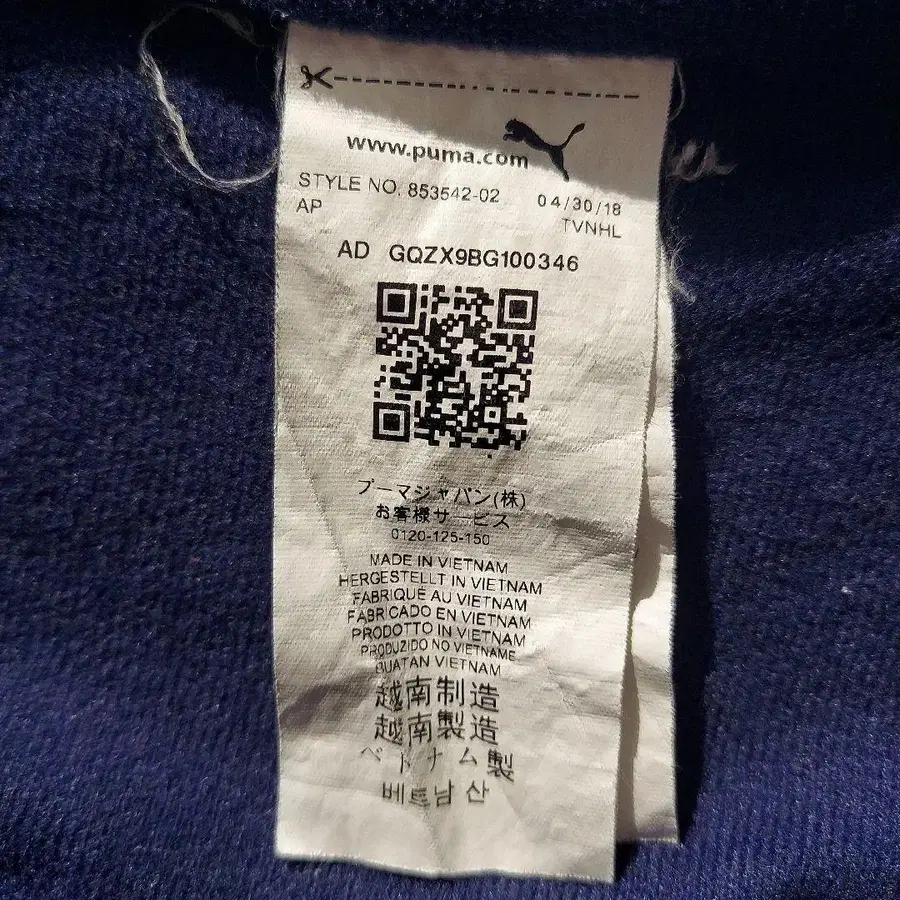 www.puma.com
STYLE NO. 853542-02 04/30/18
AP TVNHL
AD GQZX9BG100346
プーマジャパン(株)
お客様サービス
0120-125-150
MADE IN VIETNAM
HERGESTELLT IN VIETNAM
FABRIQUÉ AU VIETNAM
FABRICADO EN VIETNAM
PRODOTTO IN VIETNAM
PRODUZIDO NO VIETNAME
BUATAN VIETNAM
越南制造
越南製造
ベトナム製
베트남 산